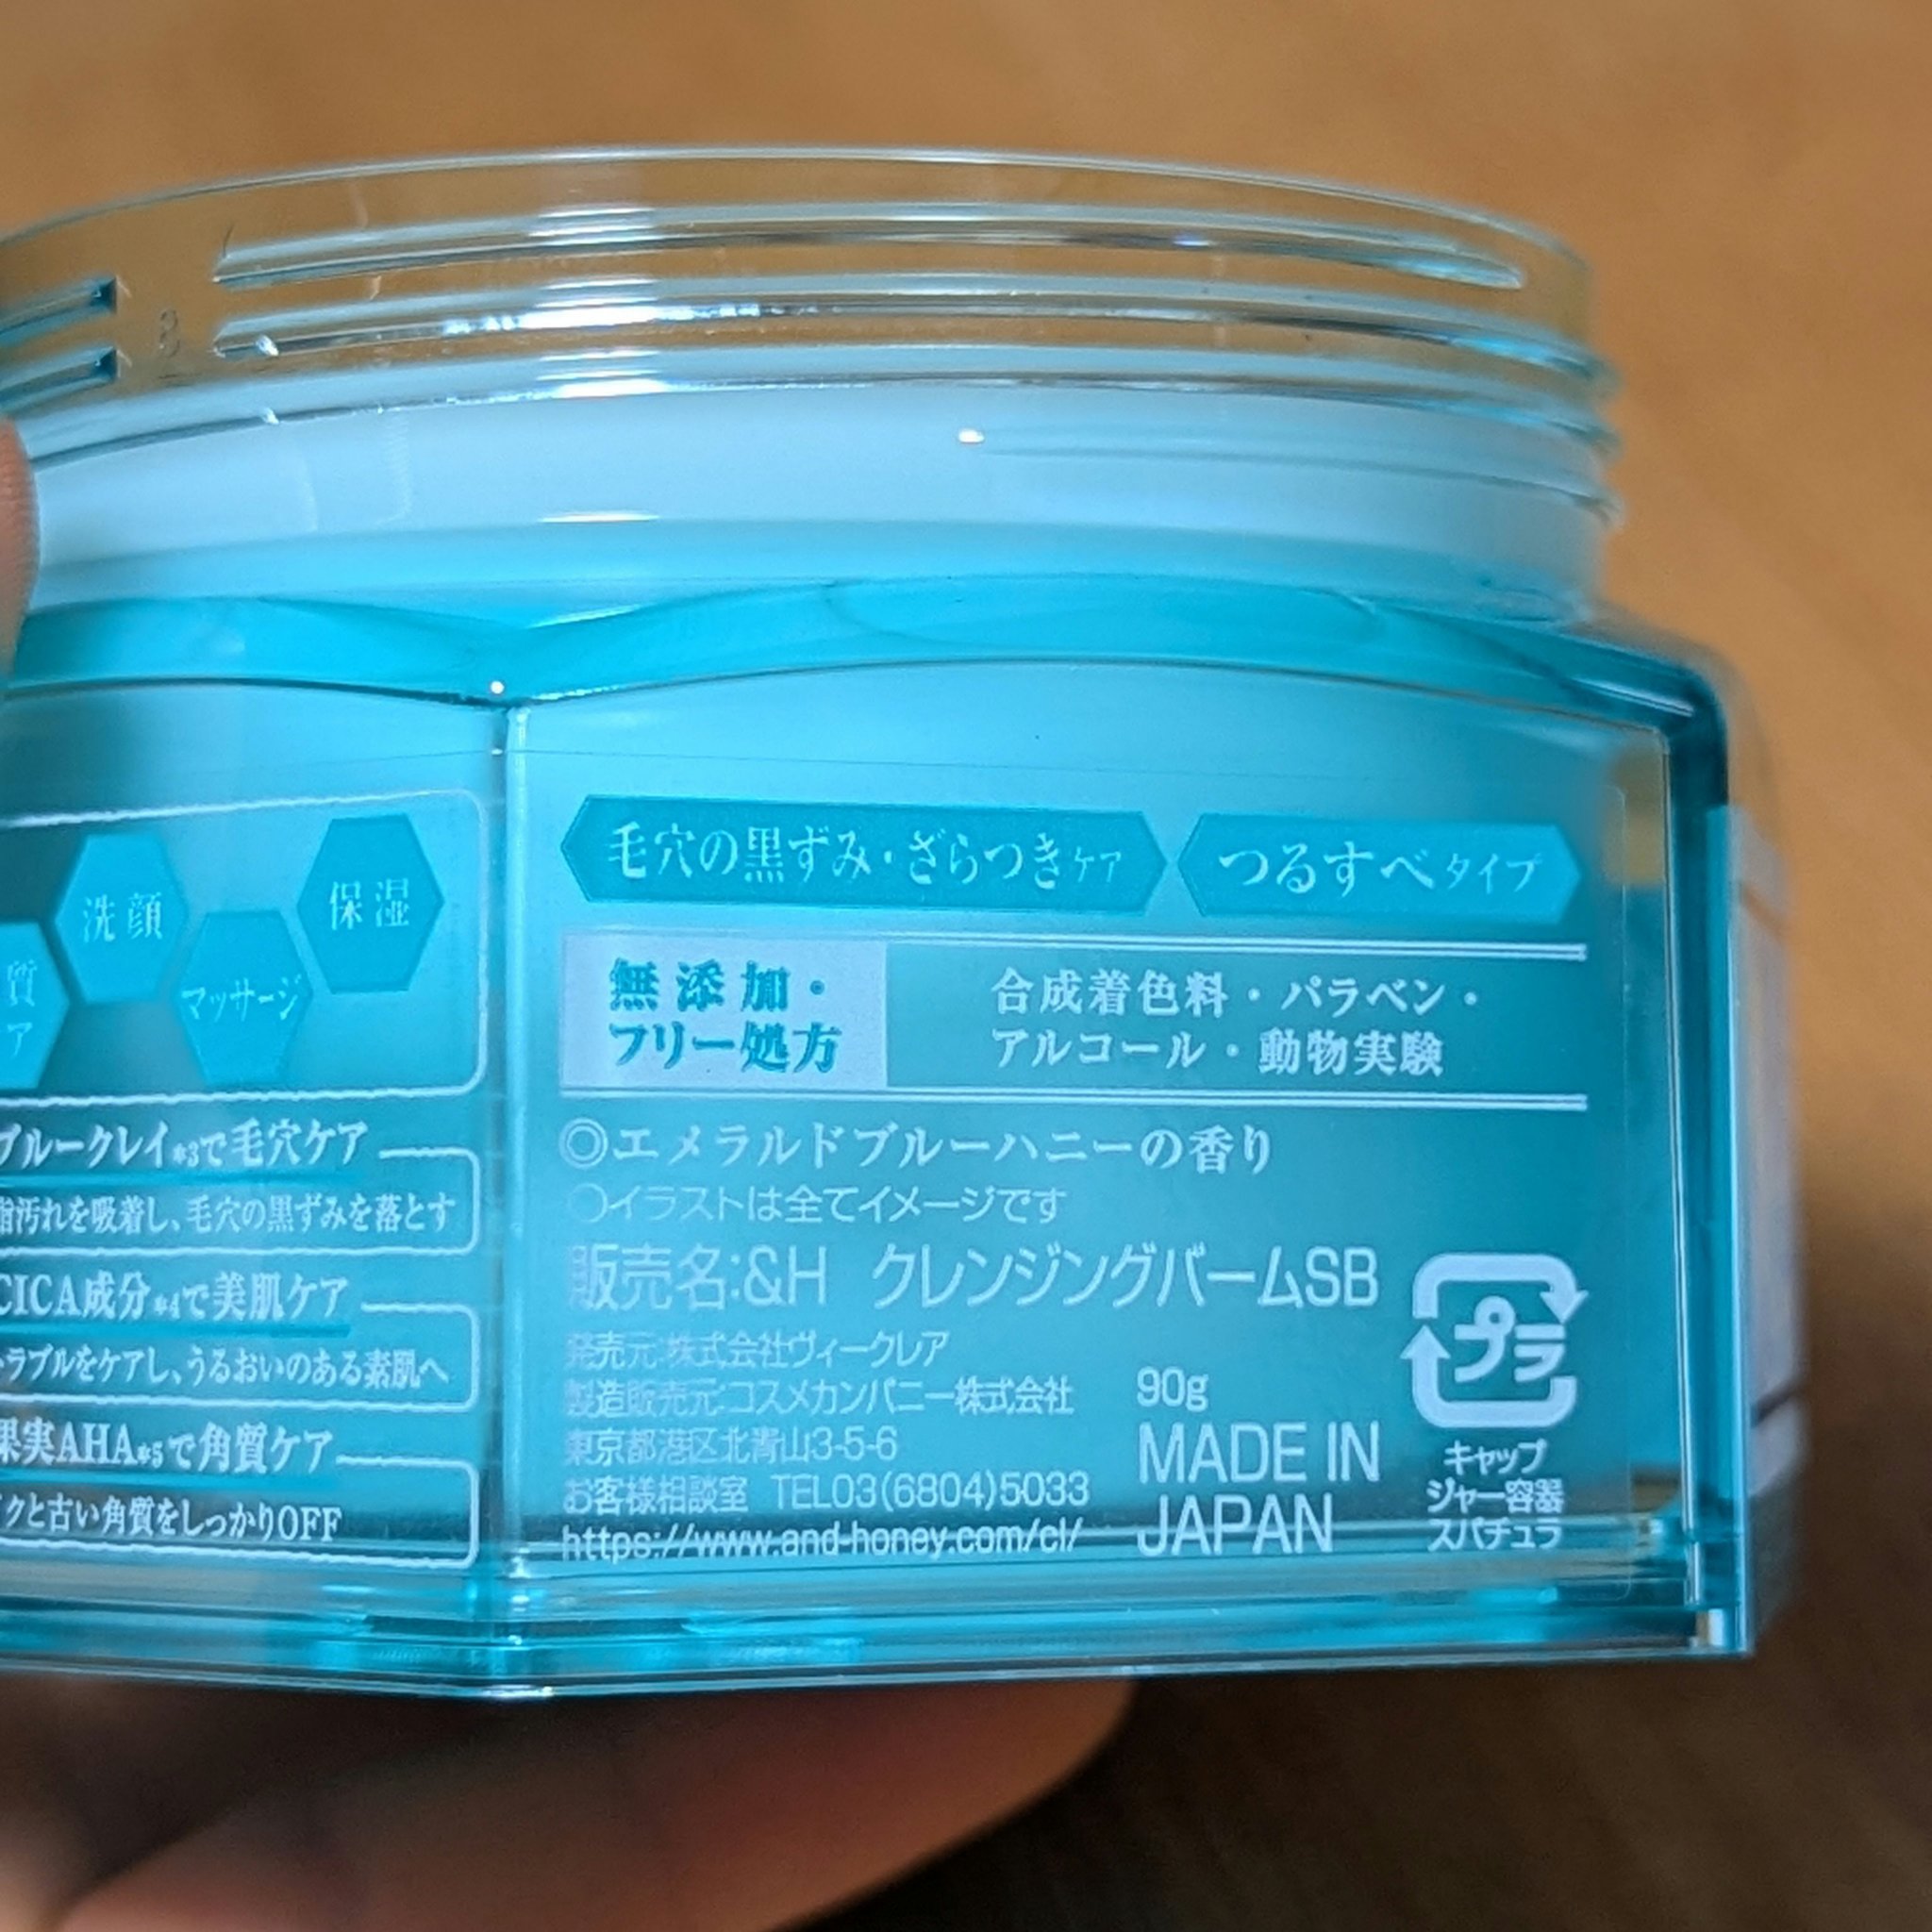 洗顔
保湿
質
マッサージ
ア
ブルークレイ※3で毛穴ケア
脂汚れを吸着し、毛穴の黒ずみを落とす
CICA成分※4で美肌ケア
トラブルをケアし、うるおいのある素肌へ
果実AHA※5で角質ケア
クと古い角質をしっかりOFF
毛穴の黒ずみ・ざらつきケア
つるすべタイプ
無添加・
フリー処方
合成着色料・パラベン・
アルコール・動物実験
◎エメラルドブルーハニーの香り
○イラストは全てイメージです
販売名:&H クレンジングバームSB
発売元:株式会社ヴィークレア
製造販売元:コスメカンパニー株式会社
東京都港区北青山3-5-6
お客様相談室 TEL03(6804)5033
https://www.and-honey.com/cl/
90g
MADE IN
JAPAN
プラ
キャップ
ジャー容器
スパチュラ